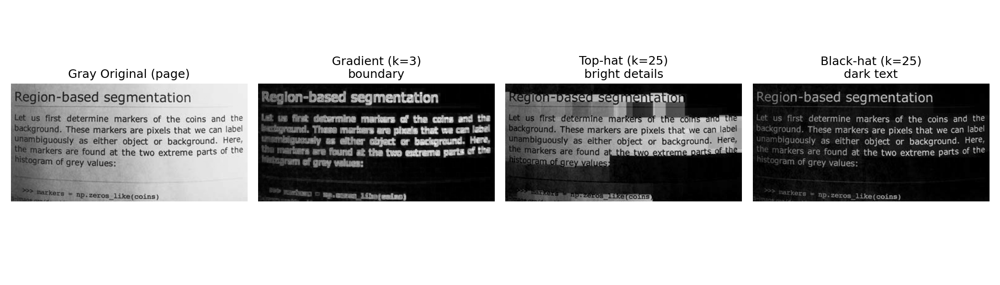 Gray Original (page)
Region-based segmentation
Let us first determine markers of the coins and the
background. These markers are pixels that we can label
unambiguously as either object or background. Here,
the markers are found at the two extreme parts of the
histogram of grey values:
>>> markers = np.zeros_like(coins)
Gradient (k=3)
boundary
Region-based segmentation
Let us first determine markers of the coins and the
background. These markers are pixels that we can label
unambiguously as either object or background. Here,
the markers are found at the two extreme parts of the
histogram of grey values:
>>> markers = np.zeros_like(coins)
Top-hat (k=25)
bright details
Region-based segmentation
Let us first determine markers of the coins and the
background. These markers are pixels that we can label
unambiguously as either object or background. Here,
the markers are found at the two extreme parts of the
histogram of grey values:
>>> markers = np.zeros_like(coins)
Black-hat (k=25)
dark text
Region-based segmentation
Let us first determine markers of the coins and the
background. These markers are pixels that we can label
unambiguously as either object or background. Here,
the markers are found at the two extreme parts of the
histogram of grey values:
>>> markers = np.zeros_like(coins)